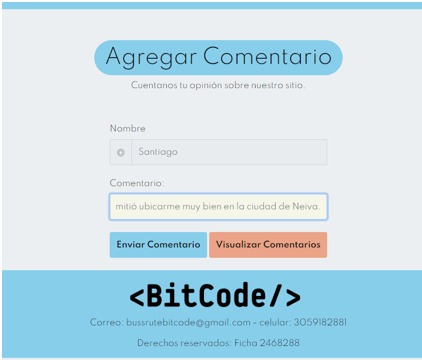 Agregar Comentario
Cuentanos tu opinión sobre nuestro sitio.
Nombre
Santiago
Comentario:
mitió ubicarme muy bien en la ciudad de Neiva.
Enviar Comentario Visualizar Comentarios
<BitCode/>
Correo: bussrutebitcode@gmail.com - celular: 3059182881
Derechos reservados: Ficha 2468288